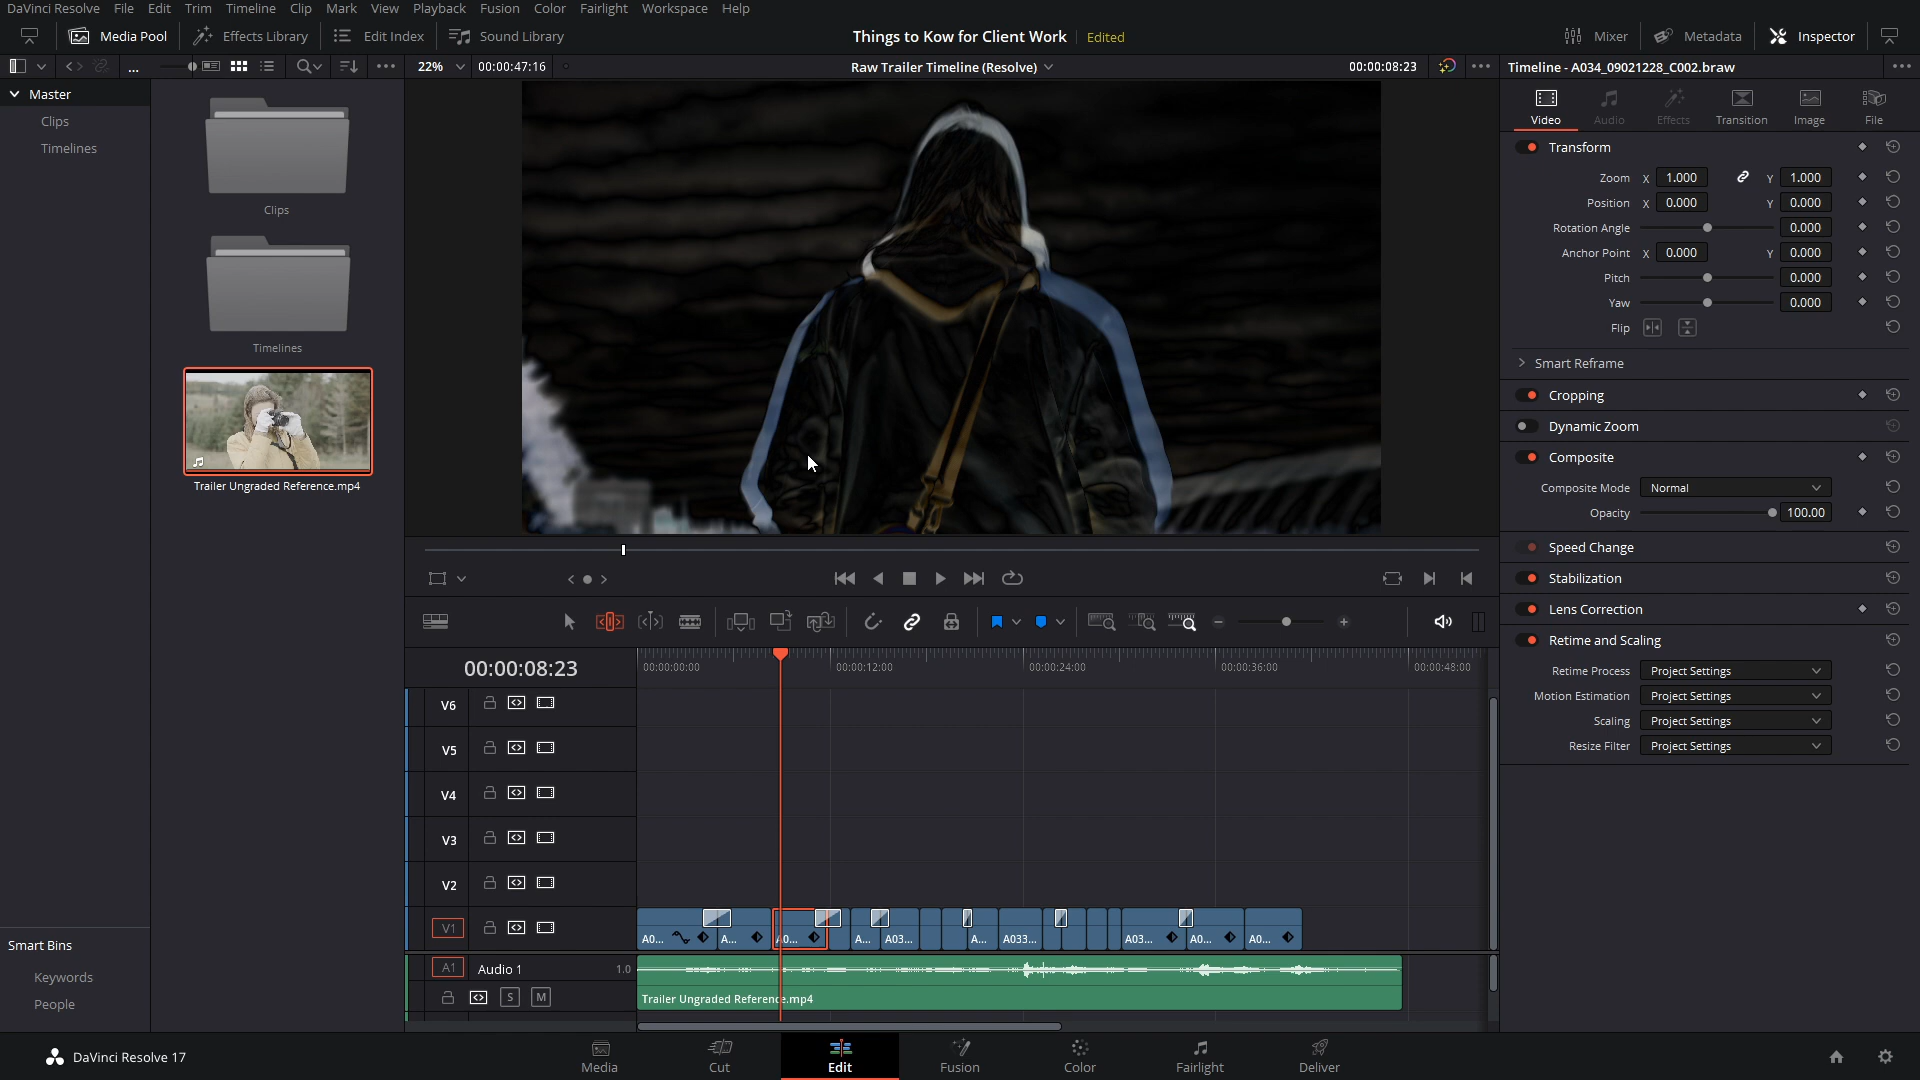 DaVinci Resolve File Edit Trim Timeline Clip Mark View Playback Fusion Color Fairlight Workspace Help
Media Pool Effects Library Edit Index Sound Library Things to Kow for Client Work Edited Mixer Metadata Inspector
... 22% 00:00:47:16 Raw Trailer Timeline (Resolve) 00:00:08:23 Timeline - A034_09021228_C002.braw
Master
Clips
Timelines
Clips
Timelines
Trailer Ungraded Reference.mp4
Smart Bins
Keywords
People
Video Audio Effects Transition Image File
Transform
Zoom X 1.000 Y 1.000
Position X 0.000 Y 0.000
Rotation Angle 0.000
Anchor Point X 0.000 Y 0.000
Pitch 0.000
Yaw 0.000
Flip
Smart Reframe
Cropping
Dynamic Zoom
Composite
Composite Mode Normal
Opacity 100.00
Speed Change
Stabilization
Lens Correction
Retime and Scaling
Retime Process Project Settings
Motion Estimation Project Settings
Scaling Project Settings
Resize Filter Project Settings
00:00:08:23 00:00:00:00 00:00:12:00 00:00:24:00 00:00:36:00 00:00:48:00
V6
V5
V4
V3
V2
V1 A0... A... A0... A... A03... A... A033... A03... A0... A0...
A1 Audio 1 1.0
S M Trailer Ungraded Reference.mp4
DaVinci Resolve 17 Media Cut Edit Fusion Color Fairlight Deliver